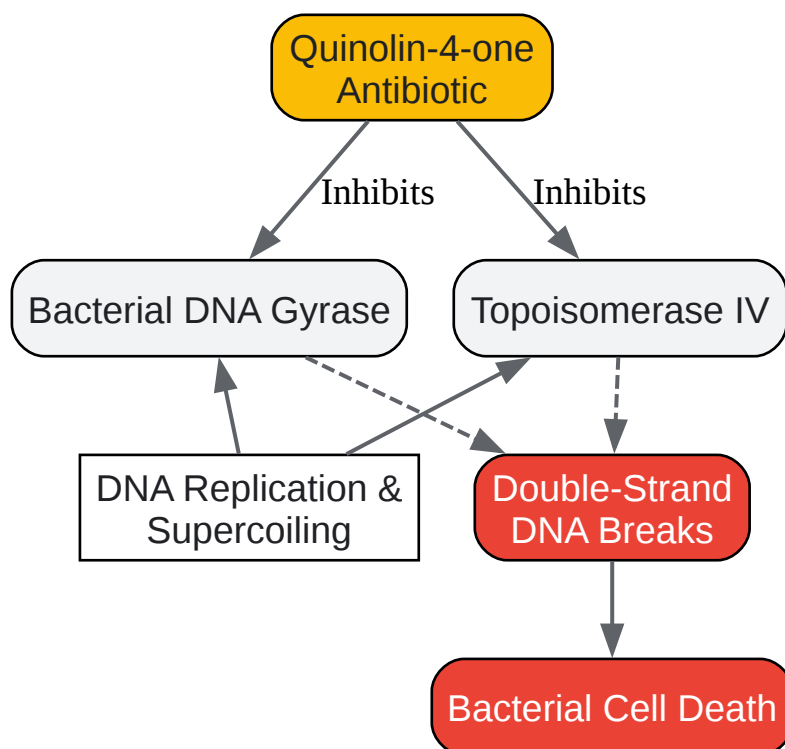 Quinolin-4-one
Antibiotic
Inhibits
Inhibits
Bacterial DNA Gyrase
Topoisomerase IV
DNA Replication &
Supercoiling
Double-Strand
DNA Breaks
Bacterial Cell Death